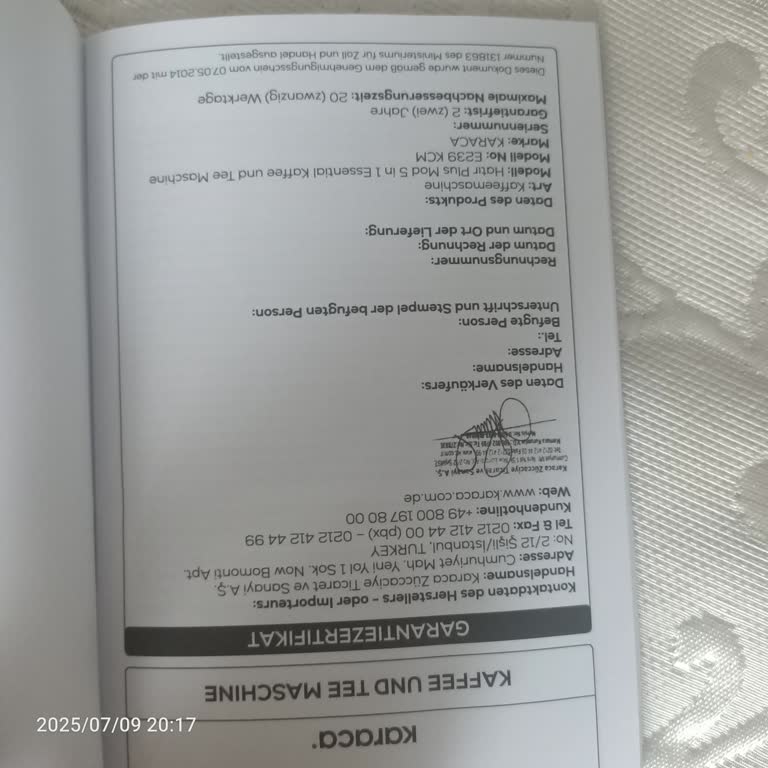 karaca
KAFFEE UND TEE MASCHINE
GARANTIEZERTIFIKAT
Kontaktdaten des Herstellers – oder Importeurs:
Handelsname: Karaca Züccaciye Ticaret ve Sanayi A.Ş.
Adresse: Cumhuriyet Mah. Yeni Yol 1 Sok. Now Bomonti Apt.
No: 2/12 Şişli/İstanbul, TURKEY
Tel & Fax: 0212 412 44 00 (pbx) – 0212 412 44 99
Kundenhotline: +49 800 197 80 00
Web: www.karaca.com.de
Karaca Züccaciye Ticaret ve Sanayi A.Ş.
Daten des Verkäufers:
Handelsname:
Adresse:
Tel.:
Befugte Person:
Unterschrift und Stempel der befugten Person:
Rechnungsnummer:
Datum der Rechnung:
Datum und Ort der Lieferung:
Daten des Produkts:
Art: Kaffeemaschine
Modell: Hatır Plus Mod 5 in 1 Essential Kaffee und Tee Maschine
Modell No: E239 KCM
Marke: KARACA
Seriennummer:
Garantiefrist: 2 (zwei) Jahre
Maximale Nachbesserungszeit: 20 (zwanzig) Werktage
Dieses Dokument wurde gemäß dem Genehmigungsschein vom 07.05.2014 mit der
Nummer 131863 des Ministeriums für Zoll und Handel ausgestellt.
2025/07/09 20:17